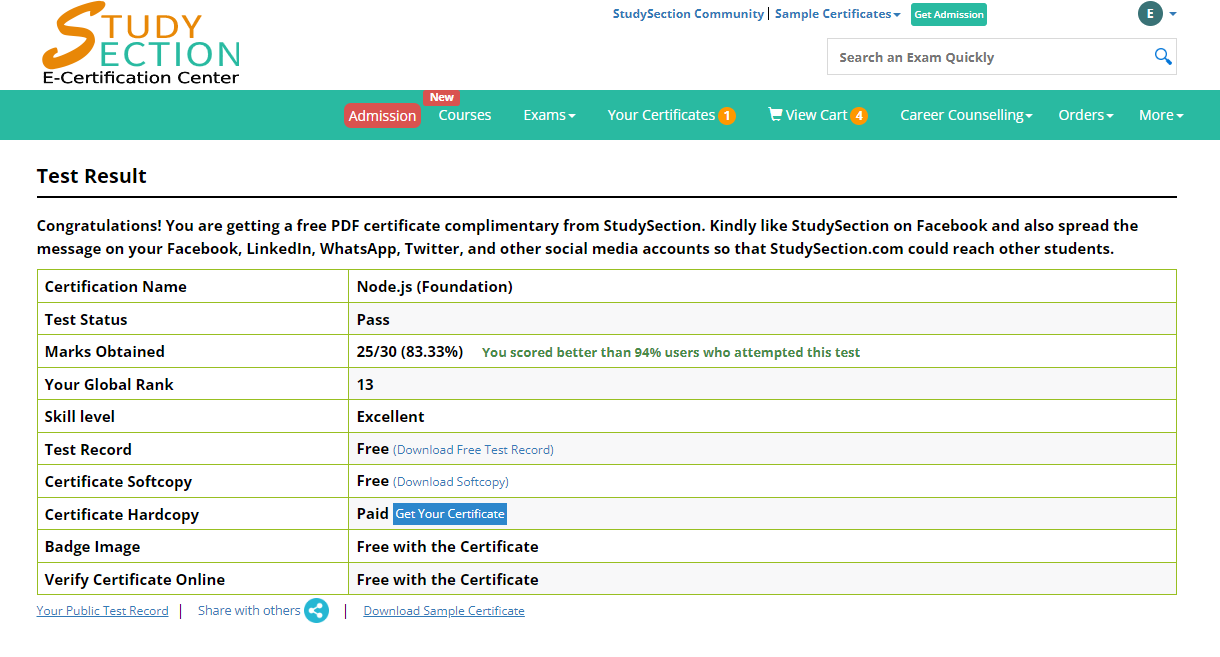 STUDY
SECTION
E-Certification Center
StudySection Community | Sample Certificates Get Admission E
Search an Exam Quickly
New
Admission Courses Exams Your Certificates 1 View Cart 4 Career Counselling Orders More
Test Result
Congratulations! You are getting a free PDF certificate complimentary from StudySection. Kindly like StudySection on Facebook and also spread the
message on your Facebook, LinkedIn, WhatsApp, Twitter, and other social media accounts so that StudySection.com could reach other students.
Certification Name Node.js (Foundation)
Test Status Pass
Marks Obtained 25/30 (83.33%) You scored better than 94% users who attempted this test
Your Global Rank 13
Skill level Excellent
Test Record Free (Download Free Test Record)
Certificate Softcopy Free (Download Softcopy)
Certificate Hardcopy Paid Get Your Certificate
Badge Image Free with the Certificate
Verify Certificate Online Free with the Certificate
Your Public Test Record | Share with others | Download Sample Certificate